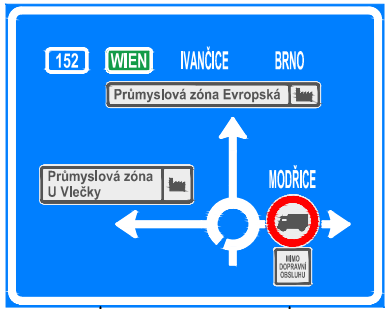 152 WIEN IVANČICE BRNO
Průmyslová zóna Evropská
Průmyslová zóna
U Vlečky
MODŘICE
MIMO
DOPRAVNÍ
OBSLUHU